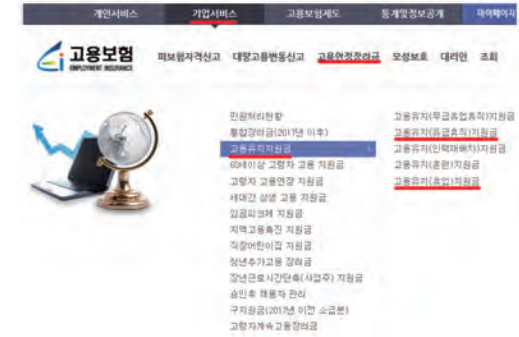 개인서비스 기업서비스 고용보험제도 통계및정보공개 마이페이지
고용보험
EMPLOYMENT INSURANCE
피보험자격신고 대량고용변동신고 고용안정장려금 모성보호 대리인 조회
민원처리현황
통합장려금(2017년 이후)
고용유지지원금
60세이상 고령자 고용 지원금
고령자 고용연장 지원금
세대간 상생 고용 지원금
임금피크제 지원금
지역고용촉진 지원금
직장어린이집 지원금
청년추가고용 장려금
장년근로시간단축(사업주) 지원금
승인후 채용자 관리
구지원금(2017년 이전 소급분)
고령자계속고용장려금
고용유지(무급휴업휴직)지원금
고용유지(유급휴직)지원금
고용유지(인력재배치)지원금
고용유지(훈련)지원금
고용유지(휴업)지원금